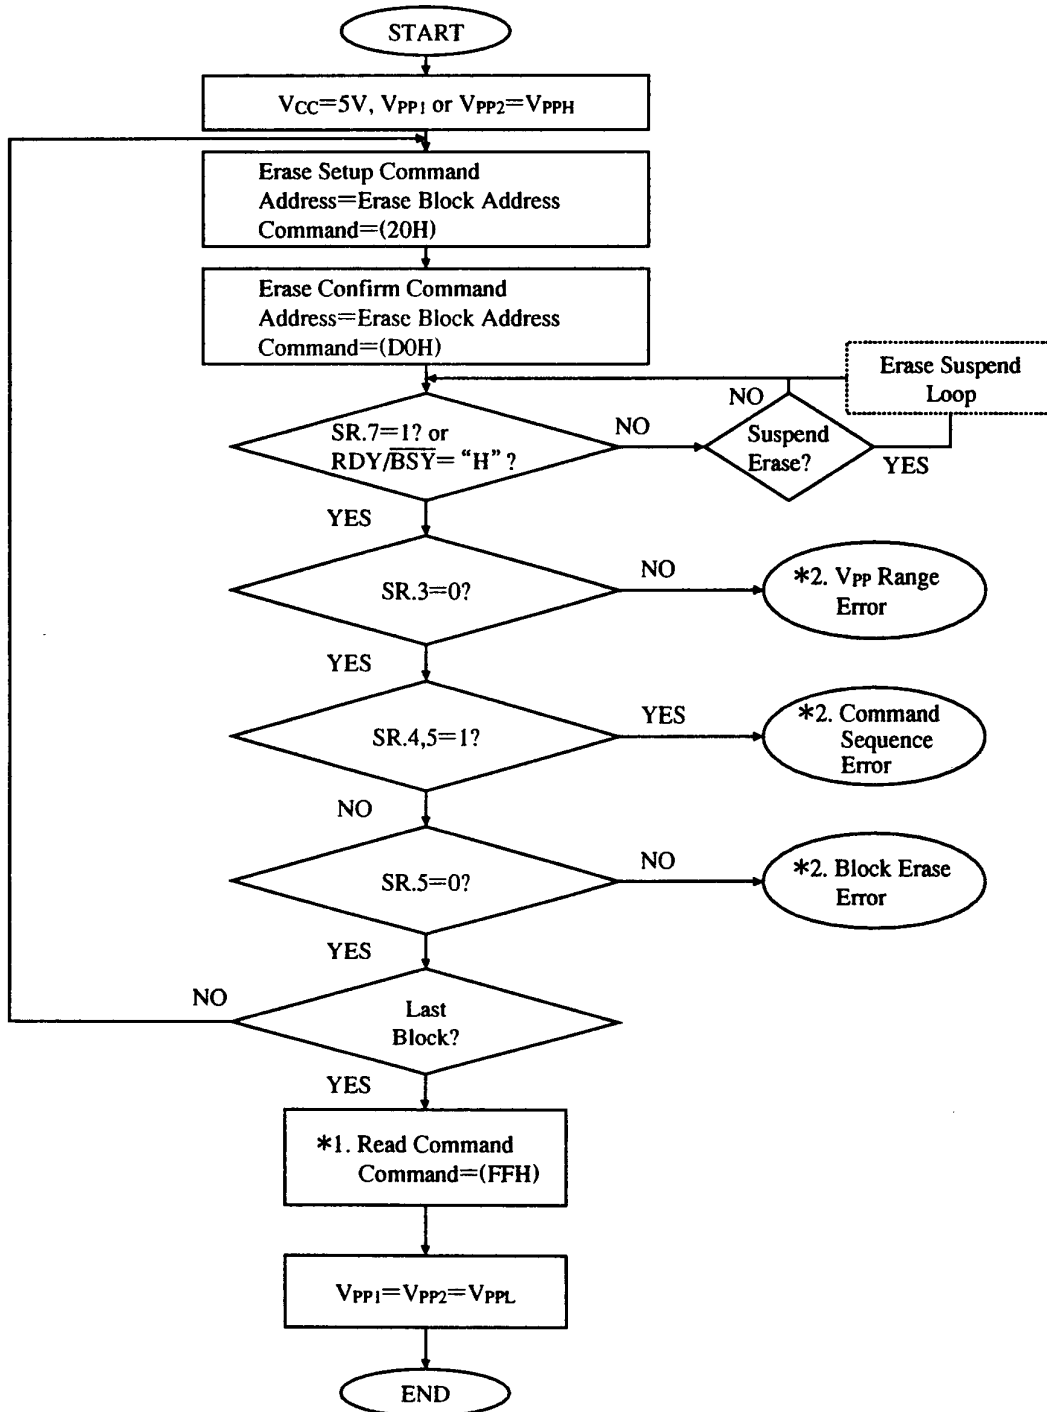 START
VCC=5V, VPP1 or VPP2=VPPH
Erase Setup Command
Address=Erase Block Address
Command=(20H)
Erase Confirm Command
Address=Erase Block Address
Command=(D0H)
Erase Suspend
Loop
NO
SR.7=1? or
RDY/BSY= “H” ?
NO
Suspend
Erase?
YES
YES
SR.3=0?
NO
*2. VPP Range
Error
YES
SR.4,5=1?
YES
*2. Command
Sequence
Error
NO
SR.5=0?
NO
*2. Block Erase
Error
YES
NO
Last
Block?
YES
*1. Read Command
Command=(FFH)
VPP1=VPP2=VPPL
END